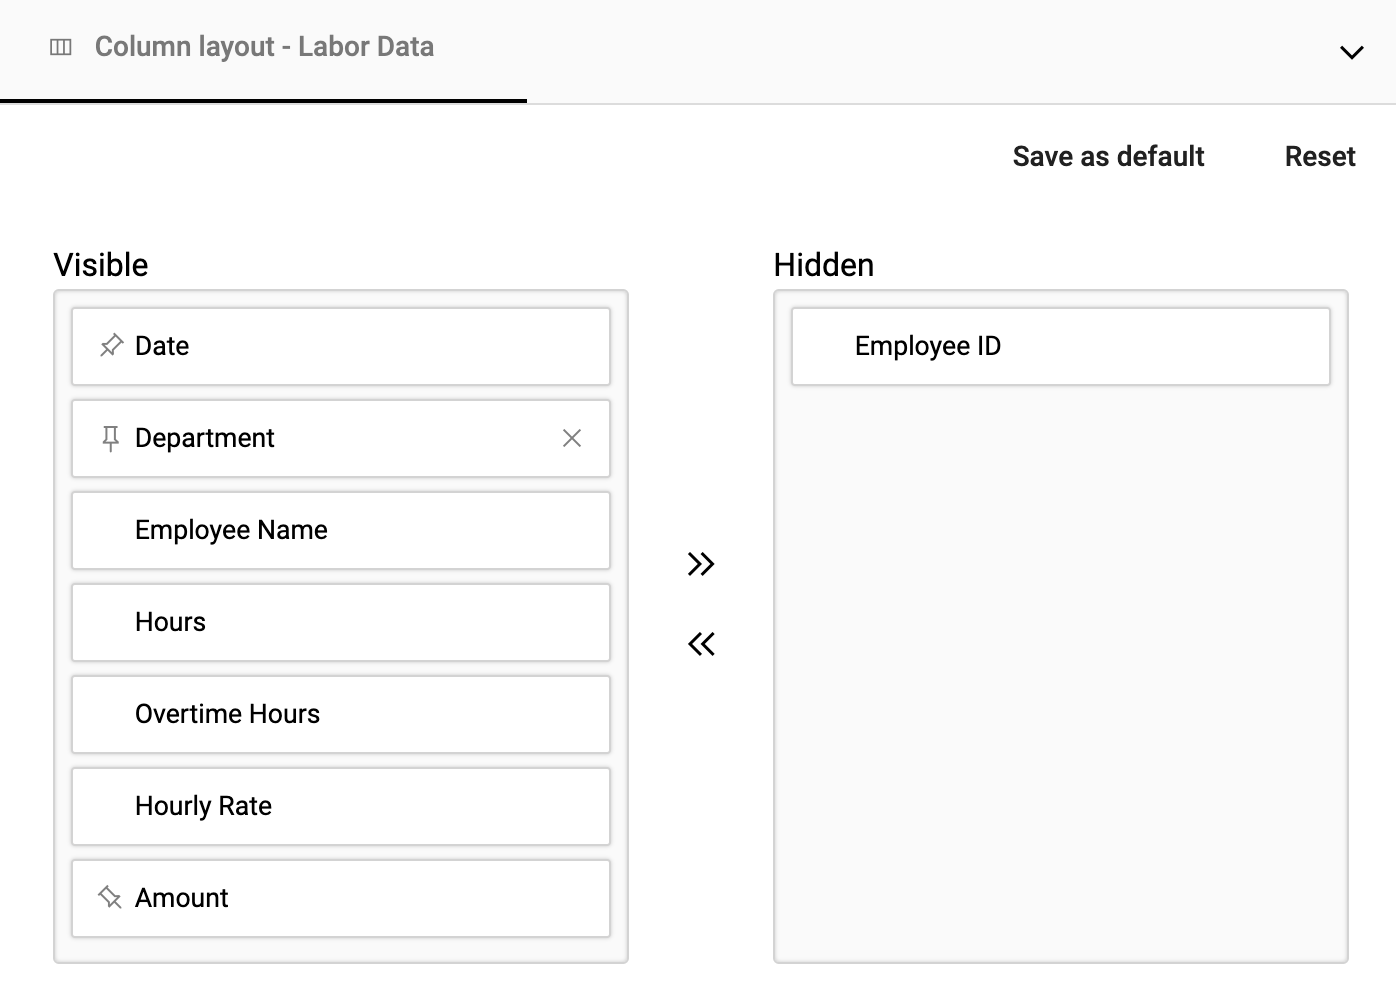 Column layout - Labor Data
Save as default
Reset
Visible
Date
Department
Employee Name
Hours
Overtime Hours
Hourly Rate
Amount
Hidden
Employee ID